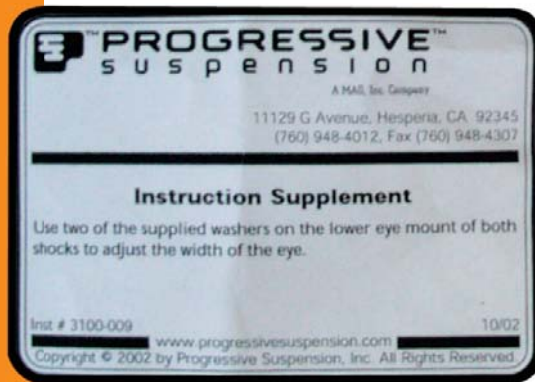 PROGRESSIVE™
suspension
A MAG, Inc. Company
11129 G Avenue, Hesperia, CA 92345
(760) 948-4012, Fax (760) 948-4307
Instruction Supplement
Use two of the supplied washers on the lower eye mount of both
shocks to adjust the width of the eye.
Inst # 3100-009 10/02
www.progressivesuspension.com
Copyright © 2002 by Progressive Suspension, Inc. All Rights Reserved.